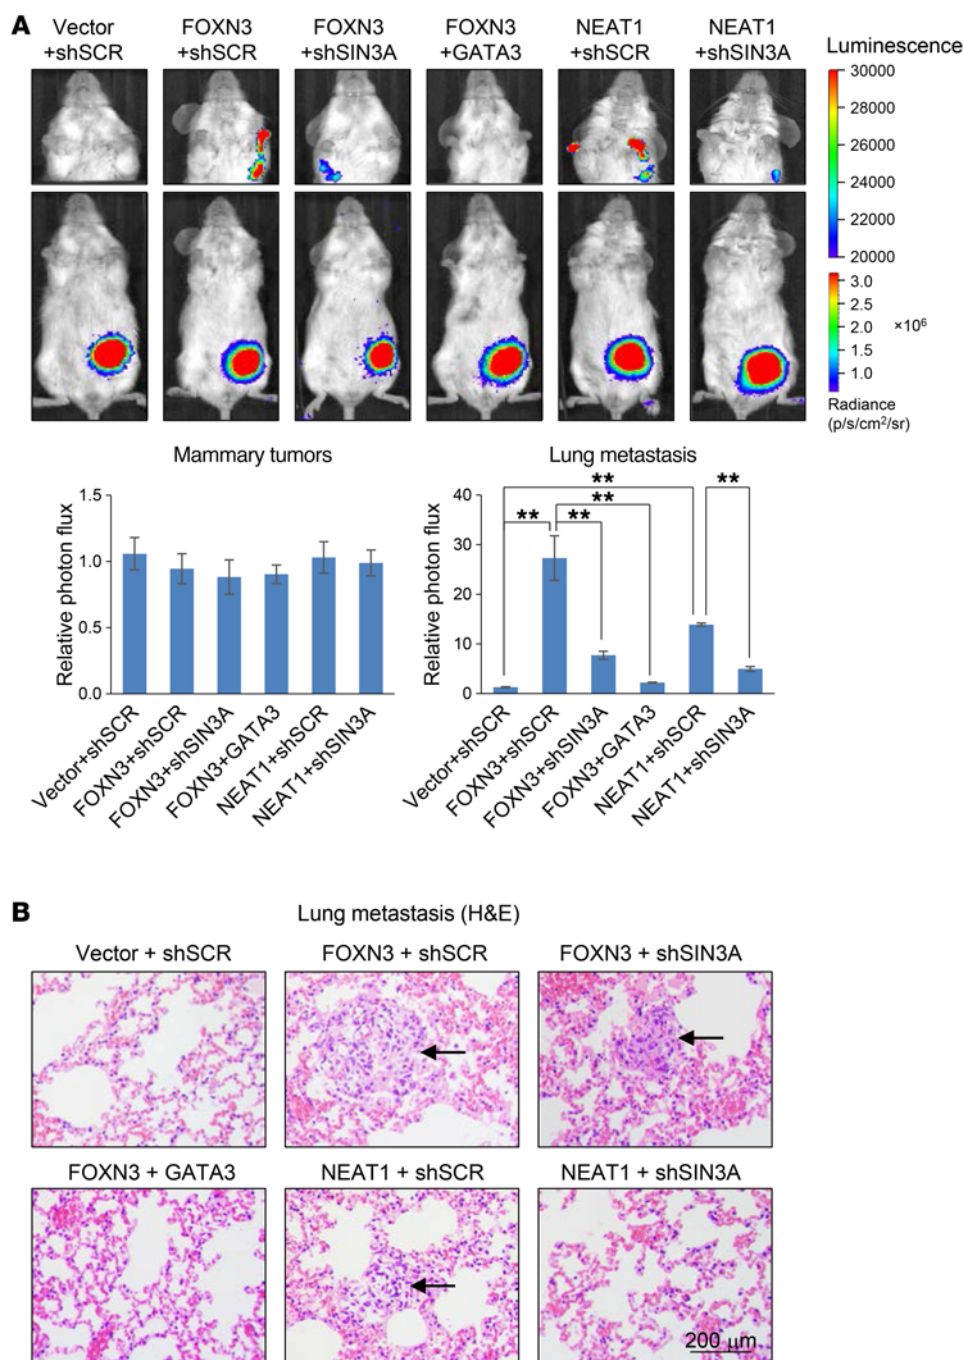 A
Vector
+shSCR
FOXN3
+shSCR
FOXN3
+shSIN3A
FOXN3
+GATA3
NEAT1
+shSCR
NEAT1
+shSIN3A
Luminescence
30000
28000
26000
24000
22000
20000
3.0
2.5
2.0
1.0
×10⁶
Radiance
(p/s/cm²/sr)
Mammary tumors
Relative photon flux
1.5
1.0
0.5
0.0
Vector+shSCR
FOXN3+shSCR
FOXN3+shSIN3A
FOXN3+GATA3
NEAT1+shSCR
NEAT1+shSIN3A
Lung metastasis
Relative photon flux
40
30
20
10
0
**
**
**
**
**
Vector+shSCR
FOXN3+shSCR
FOXN3+shSIN3A
FOXN3+GATA3
NEAT1+shSCR
NEAT1+shSIN3A
B
Lung metastasis (H&E)
Vector + shSCR
FOXN3 + shSCR
FOXN3 + shSIN3A
FOXN3 + GATA3
NEAT1 + shSCR
NEAT1 + shSIN3A
200 µm